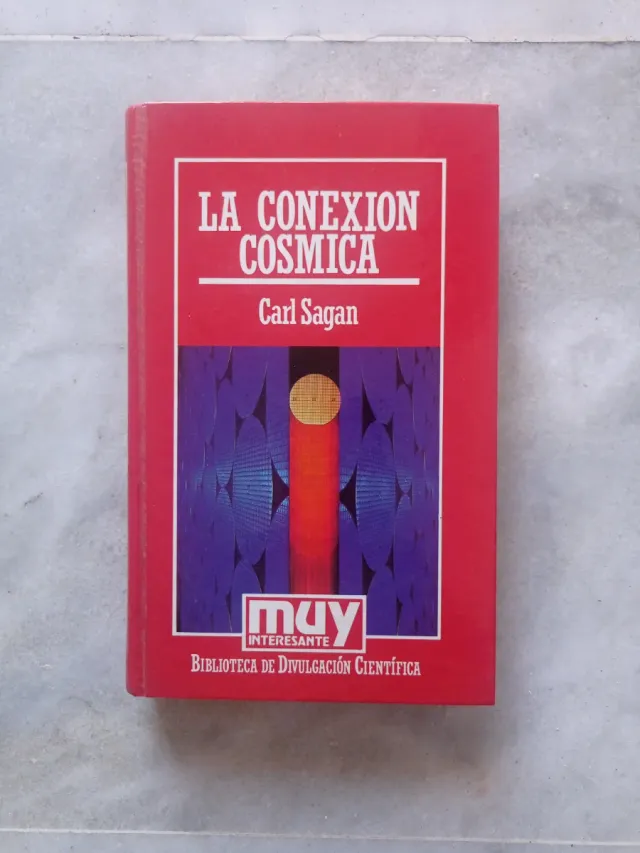 LA CONEXION
COSMICA
Carl Sagan
muy
INTERESANTE
BIBLIOTECA DE DIVULGACIÓN CIENTÍFICA